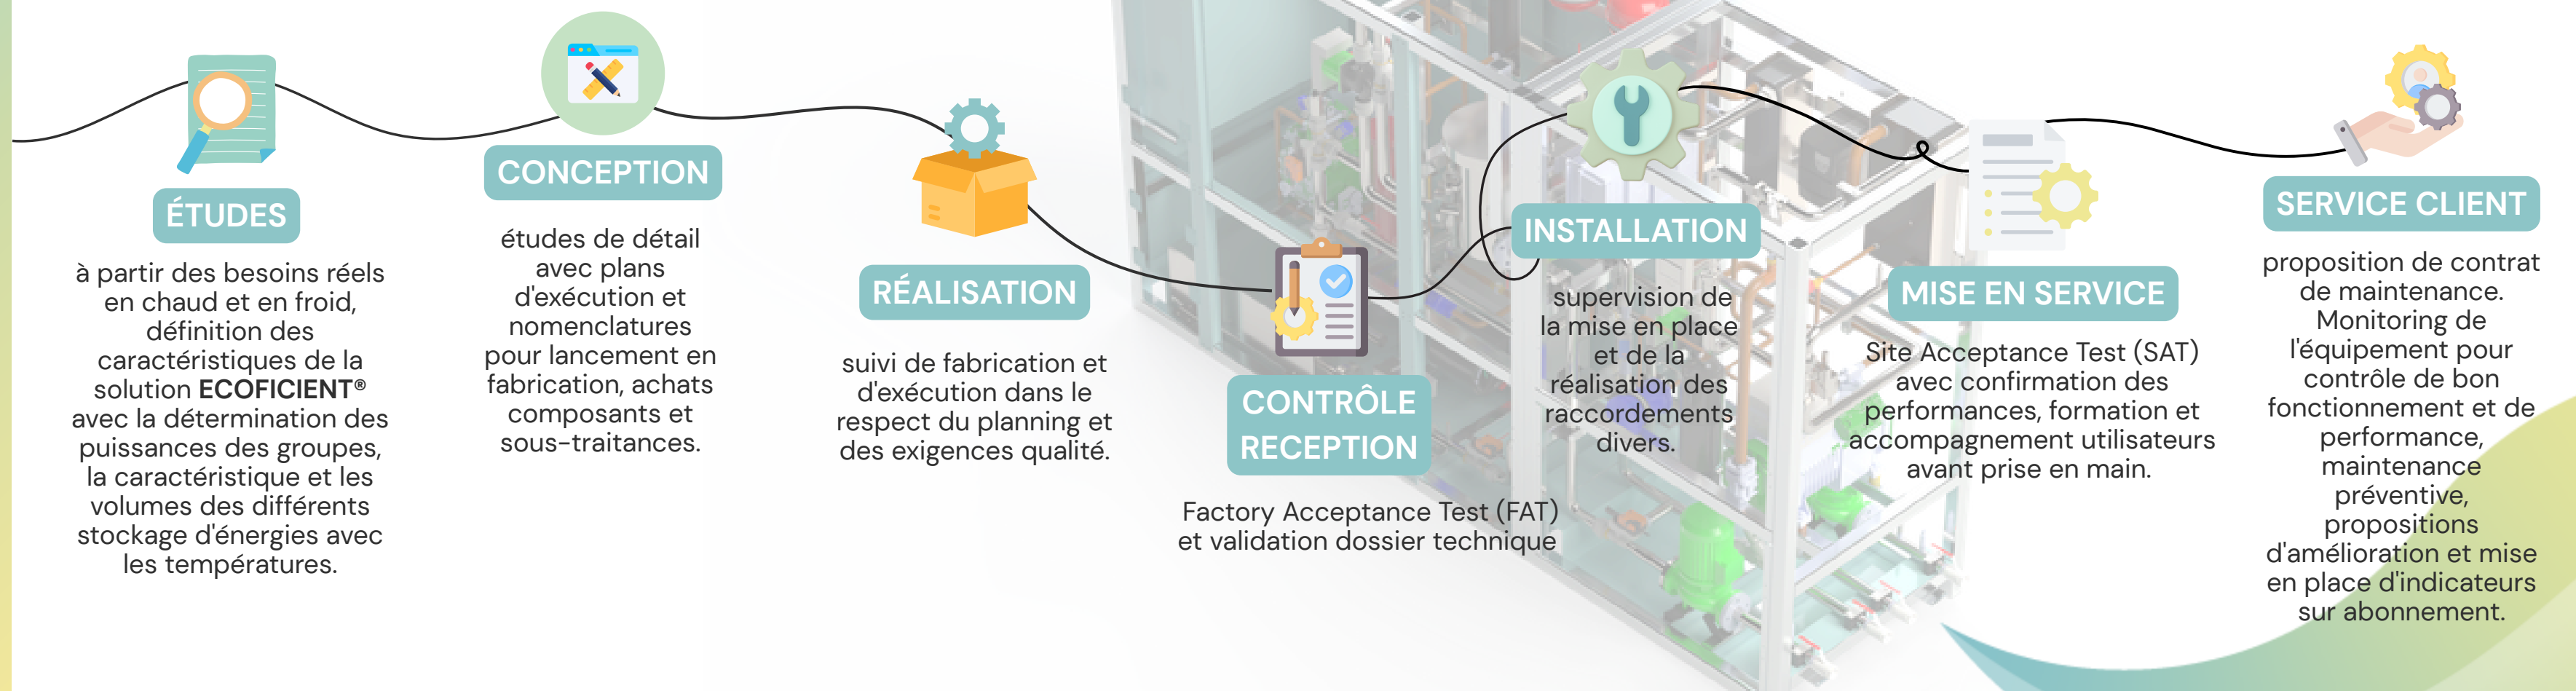 ÉTUDES
à partir des besoins réels
en chaud et en froid,
définition des
caractéristiques de la
solution ECOFICIENT®
avec la détermination des
puissances des groupes,
la caractéristique et les
volumes des différents
stockage d'énergies avec
les températures.
CONCEPTION
études de détail
avec plans
d'exécution et
nomenclatures
pour lancement en
fabrication, achats
composants et
sous-traitances.
RÉALISATION
suivi de fabrication et
d'exécution dans le
respect du planning et
des exigences qualité.
CONTRÔLE
RECEPTION
Factory Acceptance Test (FAT)
et validation dossier technique
INSTALLATION
supervision de
la mise en place
et de la
réalisation des
raccordements
divers.
MISE EN SERVICE
Site Acceptance Test (SAT)
avec confirmation des
performances, formation et
accompagnement utilisateurs
avant prise en main.
SERVICE CLIENT
proposition de contrat
de maintenance.
Monitoring de
l'équipement pour
contrôle de bon
fonctionnement et de
performance,
maintenance
préventive,
propositions
d'amélioration et mise
en place d'indicateurs
sur abonnement.